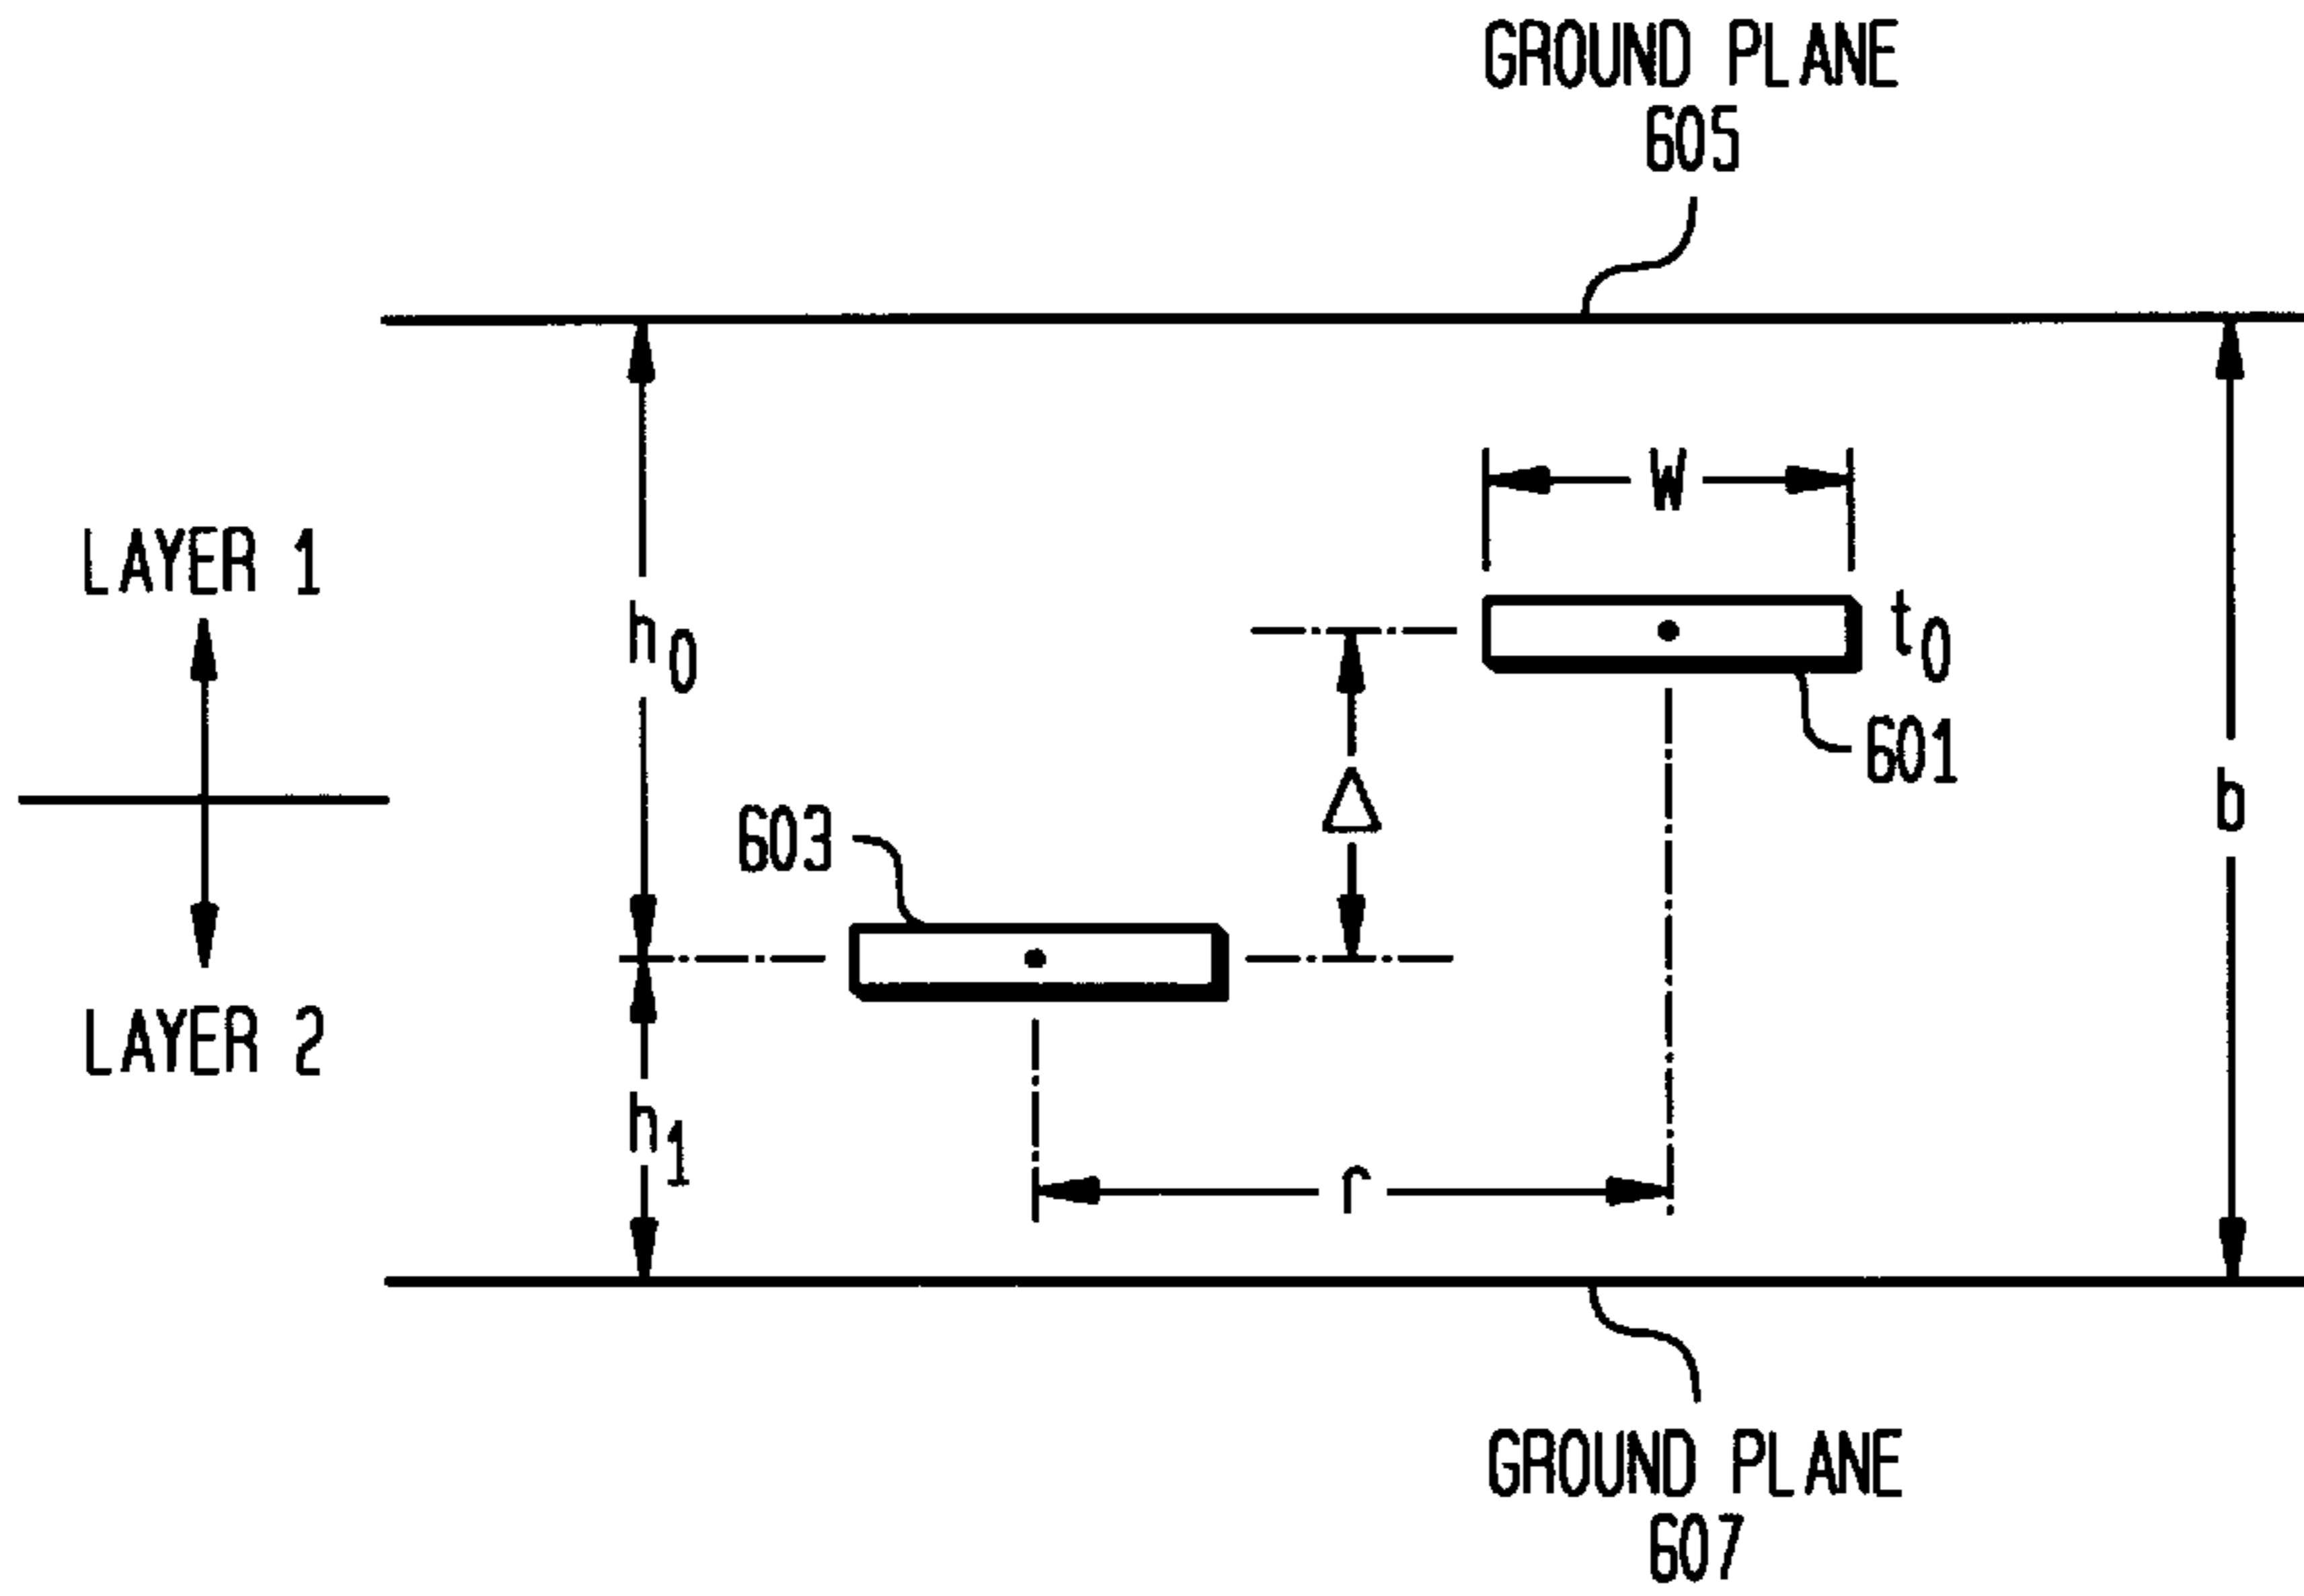 GROUND PLANE
605
W
LAYER 1
h0
t0
601
603
Δ
b
LAYER 2
h1
r
GROUND PLANE
607